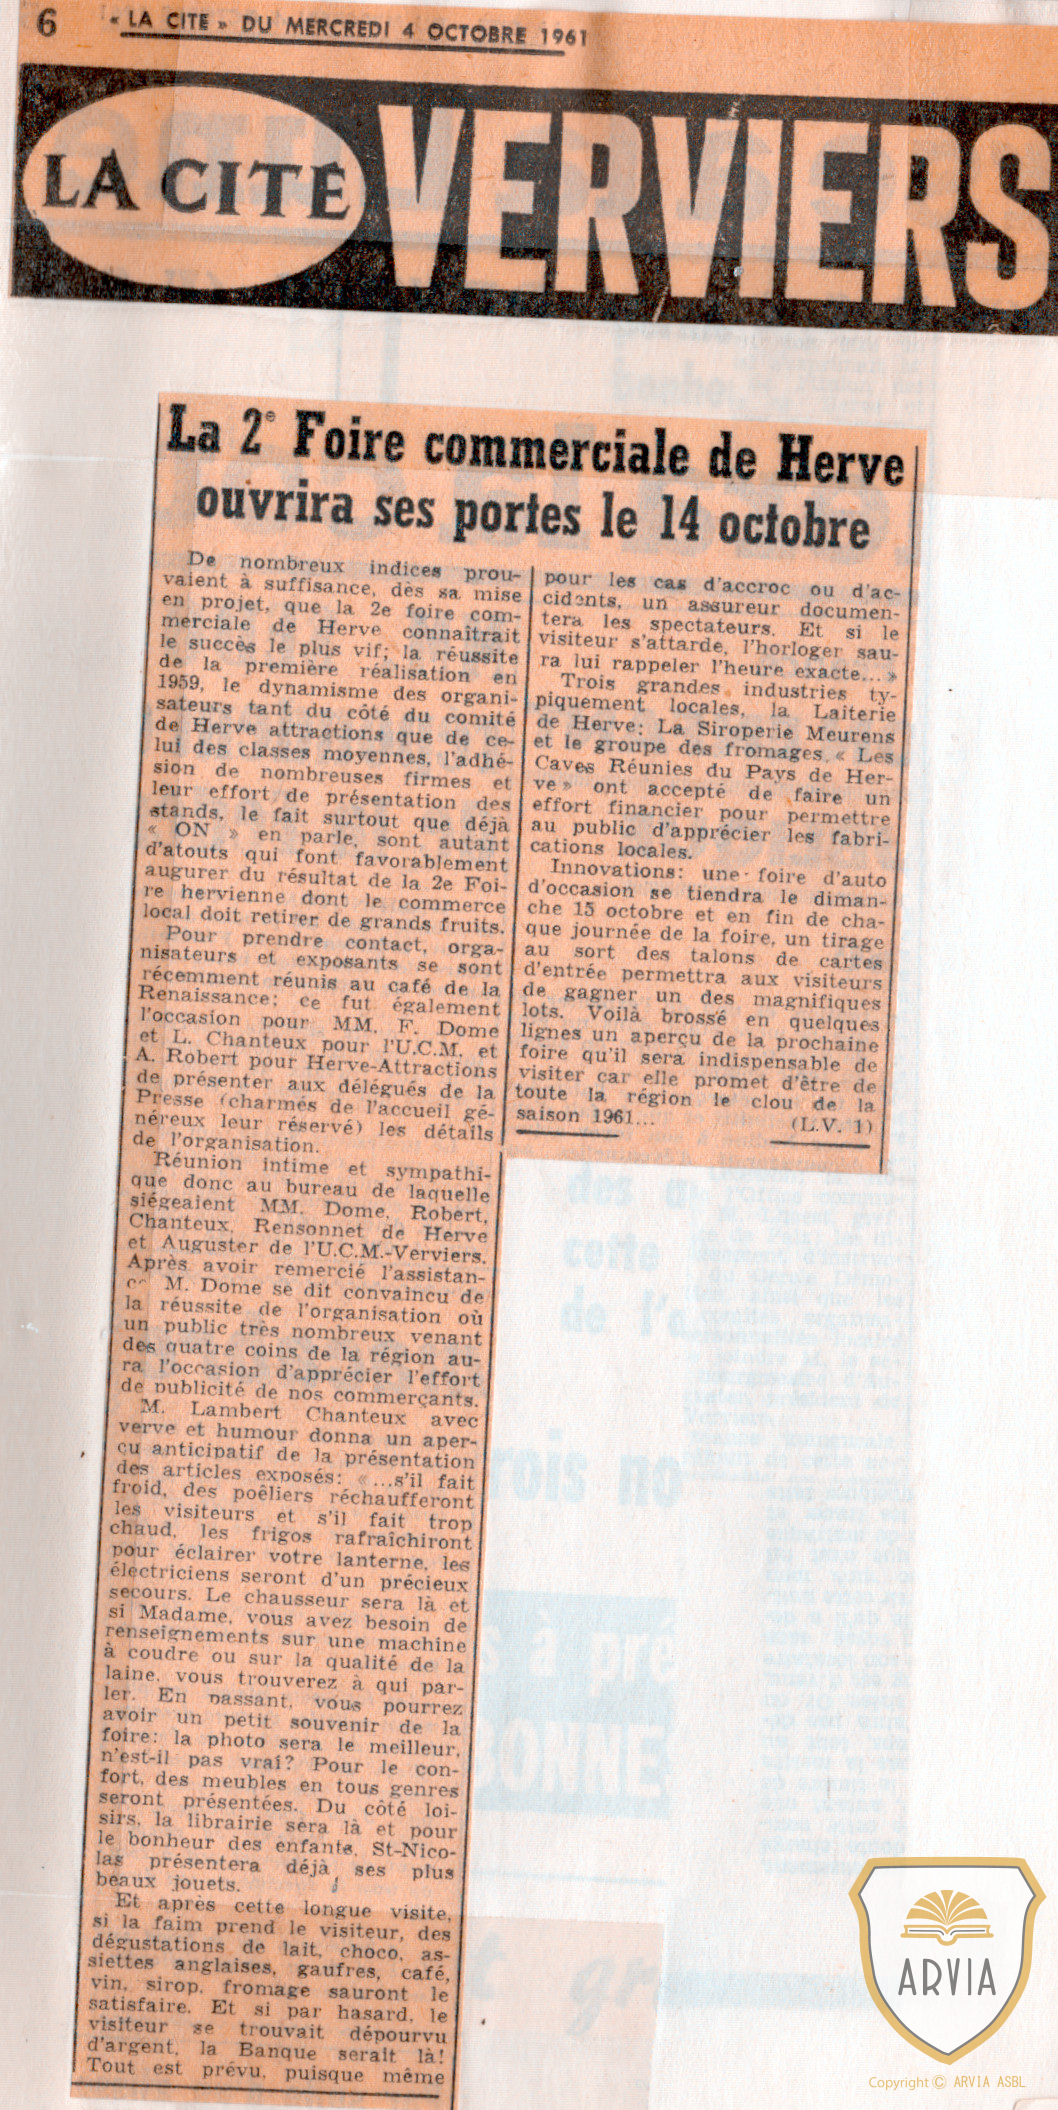 6 « LA CITE » DU MERCREDI 4 OCTOBRE 1961
LA CITÉ VERVIERS
La 2e Foire commerciale de Herve
ouvrira ses portes le 14 octobre
De nombreux indices prou-
vaient à suffisance, dès sa mise
en projet, que la 2e foire com-
merciale de Herve connaîtrait
le succès le plus vif; la réussite
de la première réalisation en
1959, le dynamisme des organi-
sateurs tant du côté du comité
de Herve attractions que de ce-
lui des classes moyennes, l'adhé-
sion de nombreuses firmes et
leur effort de présentation des
stands, le fait surtout que déjà
« ON » en parle, sont autant
d'atouts qui font favorablement
augurer du résultat de la 2e Foi-
re hervienne dont le commerce
local doit retirer de grands fruits.
Pour prendre contact, orga-
nisateurs et exposants se sont
récemment réunis au café de la
Renaissance; ce fut également
l'occasion pour MM. F. Dome
et L. Chanteux pour l'U.C.M. et
A. Robert pour Herve-Attractions
de présenter aux délégués de la
Presse (charmés de l'accueil gé-
néreux leur réservé) les détails
de l'organisation.
Réunion intime et sympathi-
que donc au bureau de laquelle
siégeaient MM. Dome, Robert,
Chanteux, Rensonnet de Herve
et Auguster de l'U.C.M.-Verviers.
Après avoir remercié l'assistan-
ce M. Dome se dit convaincu de
la réussite de l'organisation où
un public très nombreux venant
des quatre coins de la région au-
ra l'occasion d'apprécier l'effort
de publicité de nos commerçants.
M. Lambert Chanteux avec
verve et humour donna un aper-
çu anticipatif de la présentation
des articles exposés: « ...s'il fait
froid, des poêliers réchaufferont
les visiteurs et s'il fait trop
chaud, les frigos rafraîchiront
pour éclairer votre lanterne, les
électriciens seront d'un précieux
secours. Le chausseur sera là et
si Madame, vous avez besoin de
renseignements sur une machine
à coudre ou sur la qualité de la
laine, vous trouverez à qui par-
ler. En passant, vous pourrez
avoir un petit souvenir de la
foire: la photo sera le meilleur,
n'est-il pas vrai? Pour le con-
fort, des meubles en tous genres
seront présentées. Du côté loi-
sirs, la librairie sera là et pour
le bonheur des enfants, St-Nico-
las présentera déjà ses plus
beaux jouets.
Et après cette longue visite,
si la faim prend le visiteur, des
dégustations de lait, choco, as-
siettes anglaises, gaufres, café,
vin, sirop, fromage sauront le
satisfaire. Et si par hasard, le
visiteur se trouvait dépourvu
d'argent, la Banque serait là!
Tout est prévu, puisque même
pour les cas d'accroc ou d'ac-
cidents, un assureur documen-
tera les spectateurs. Et si le
visiteur s'attarde, l'horloger sau-
ra lui rappeler l'heure exacte... »
Trois grandes industries ty-
piquement locales, la Laiterie
de Herve; La Siroperie Meurens
et le groupe des fromages « Les
Caves Réunies du Pays de Her-
ve » ont accepté de faire un
effort financier pour permettre
au public d'apprécier les fabri-
cations locales.
Innovations: une foire d'auto
d'occasion se tiendra le diman-
che 15 octobre et en fin de cha-
que journée de la foire, un tirage
au sort des talons de cartes
d'entrée permettra aux visiteurs
de gagner un des magnifiques
lots. Voilà brossé en quelques
lignes un aperçu de la prochaine
foire qu'il sera indispensable de
visiter car elle promet d'être de
toute la région le clou de la
saison 1961... (L.V. 1)
ARVIA
Copyright © ARVIA ASBL